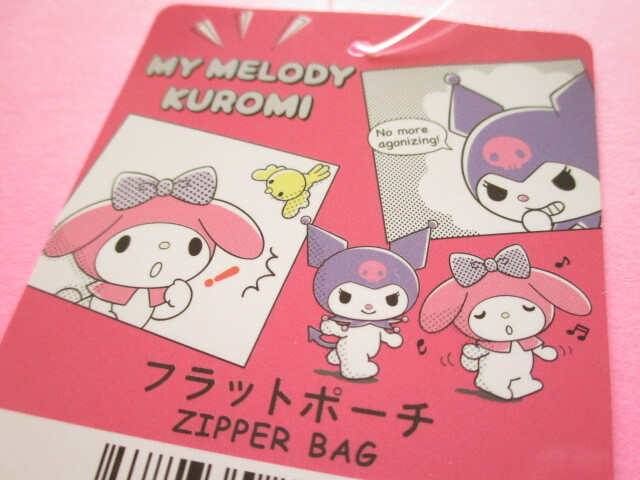 MY MELODY
KUROMI
No more
agonizing!
フラットポーチ
ZIPPER BAG